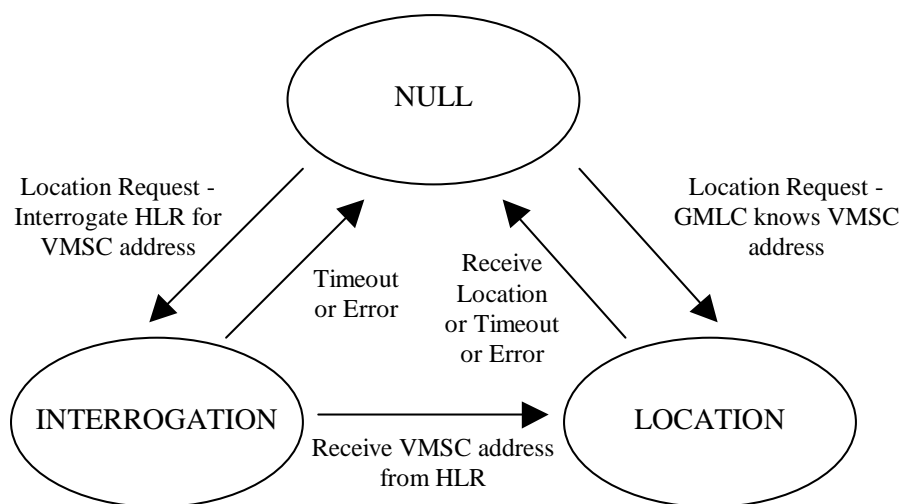 NULL
Location Request -
Interrogate HLR for
VMSC address
Location Request -
GMLC knows VMSC
address
Timeout
or Error
Receive
Location
or Timeout
or Error
INTERROGATION
LOCATION
Receive VMSC address
from HLR